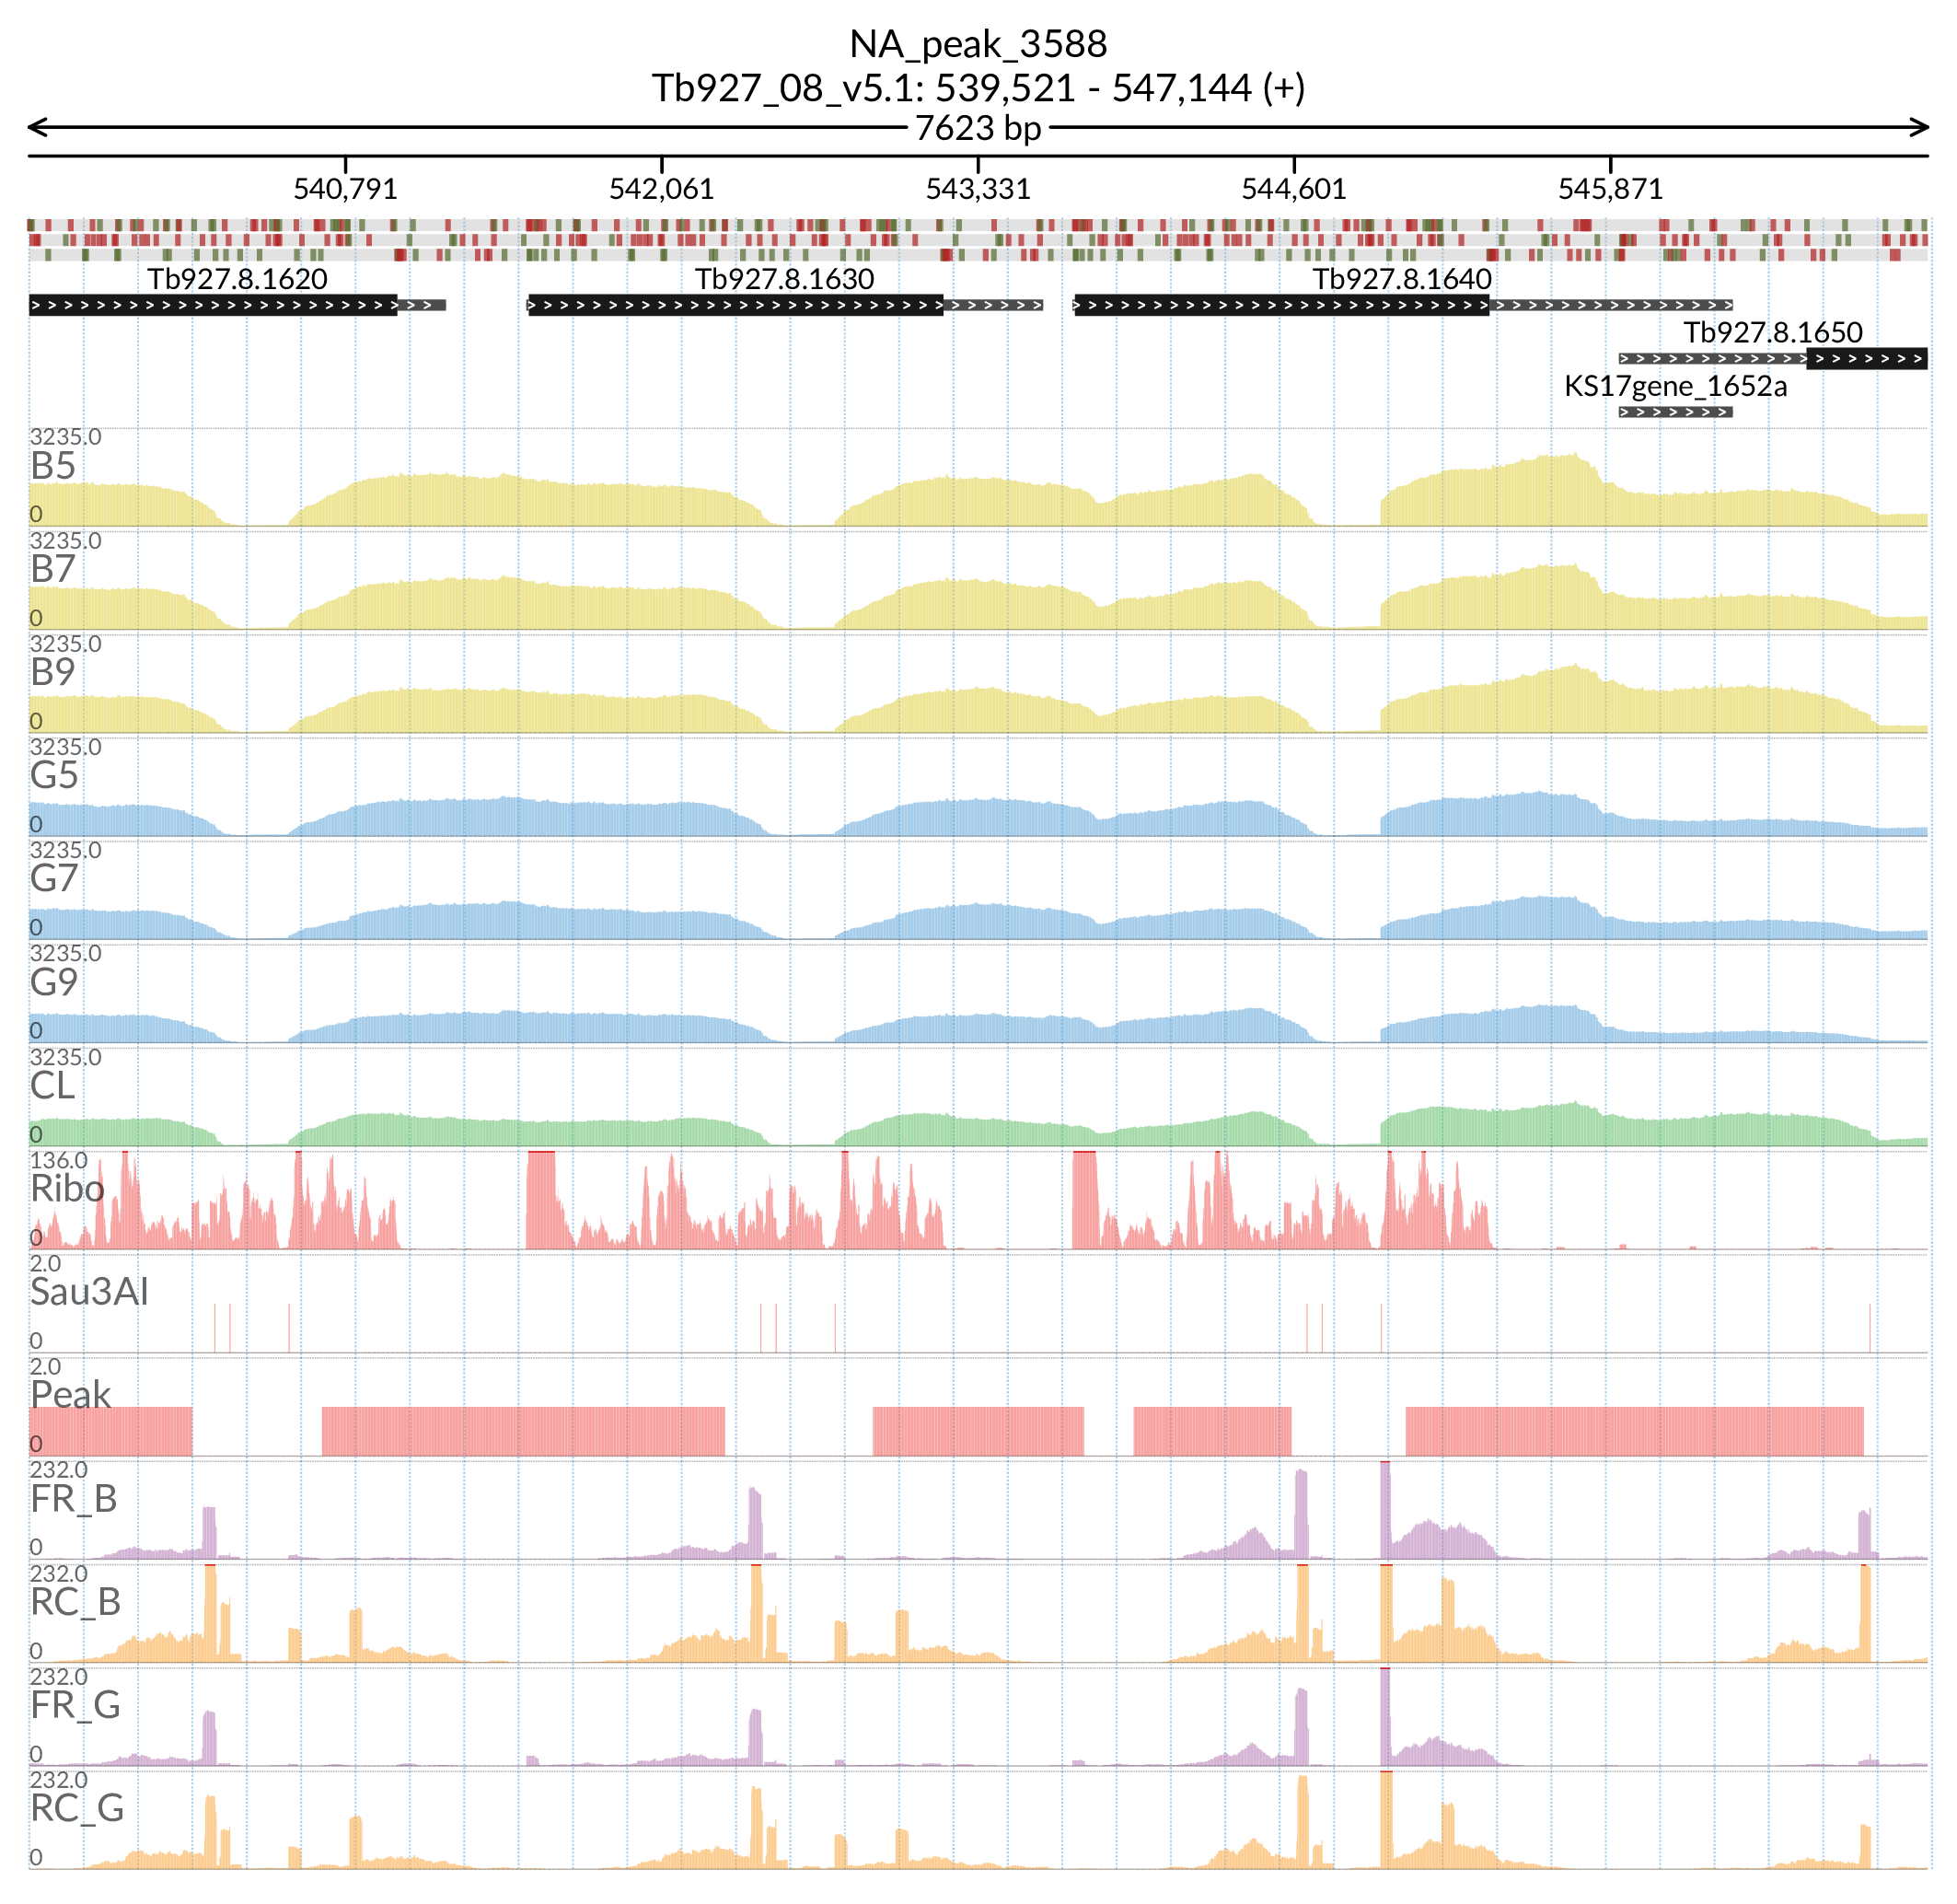 NA_peak_3588
Tb927_08_v5.1: 539,521 - 547,144 (+)
7623 bp
540,791 542,061 543,331 544,601 545,871
Tb927.8.1620 Tb927.8.1630 Tb927.8.1640
Tb927.8.1650
KS17gene_1652a
3235.0
B5
0
3235.0
B7
0
3235.0
B9
0
3235.0
G5
0
3235.0
G7
0
3235.0
G9
0
3235.0
CL
0
136.0
Ribo
0
2.0
Sau3AI
0
2.0
Peak
0
232.0
FR_B
0
232.0
RC_B
0
232.0
FR_G
0
232.0
RC_G
0